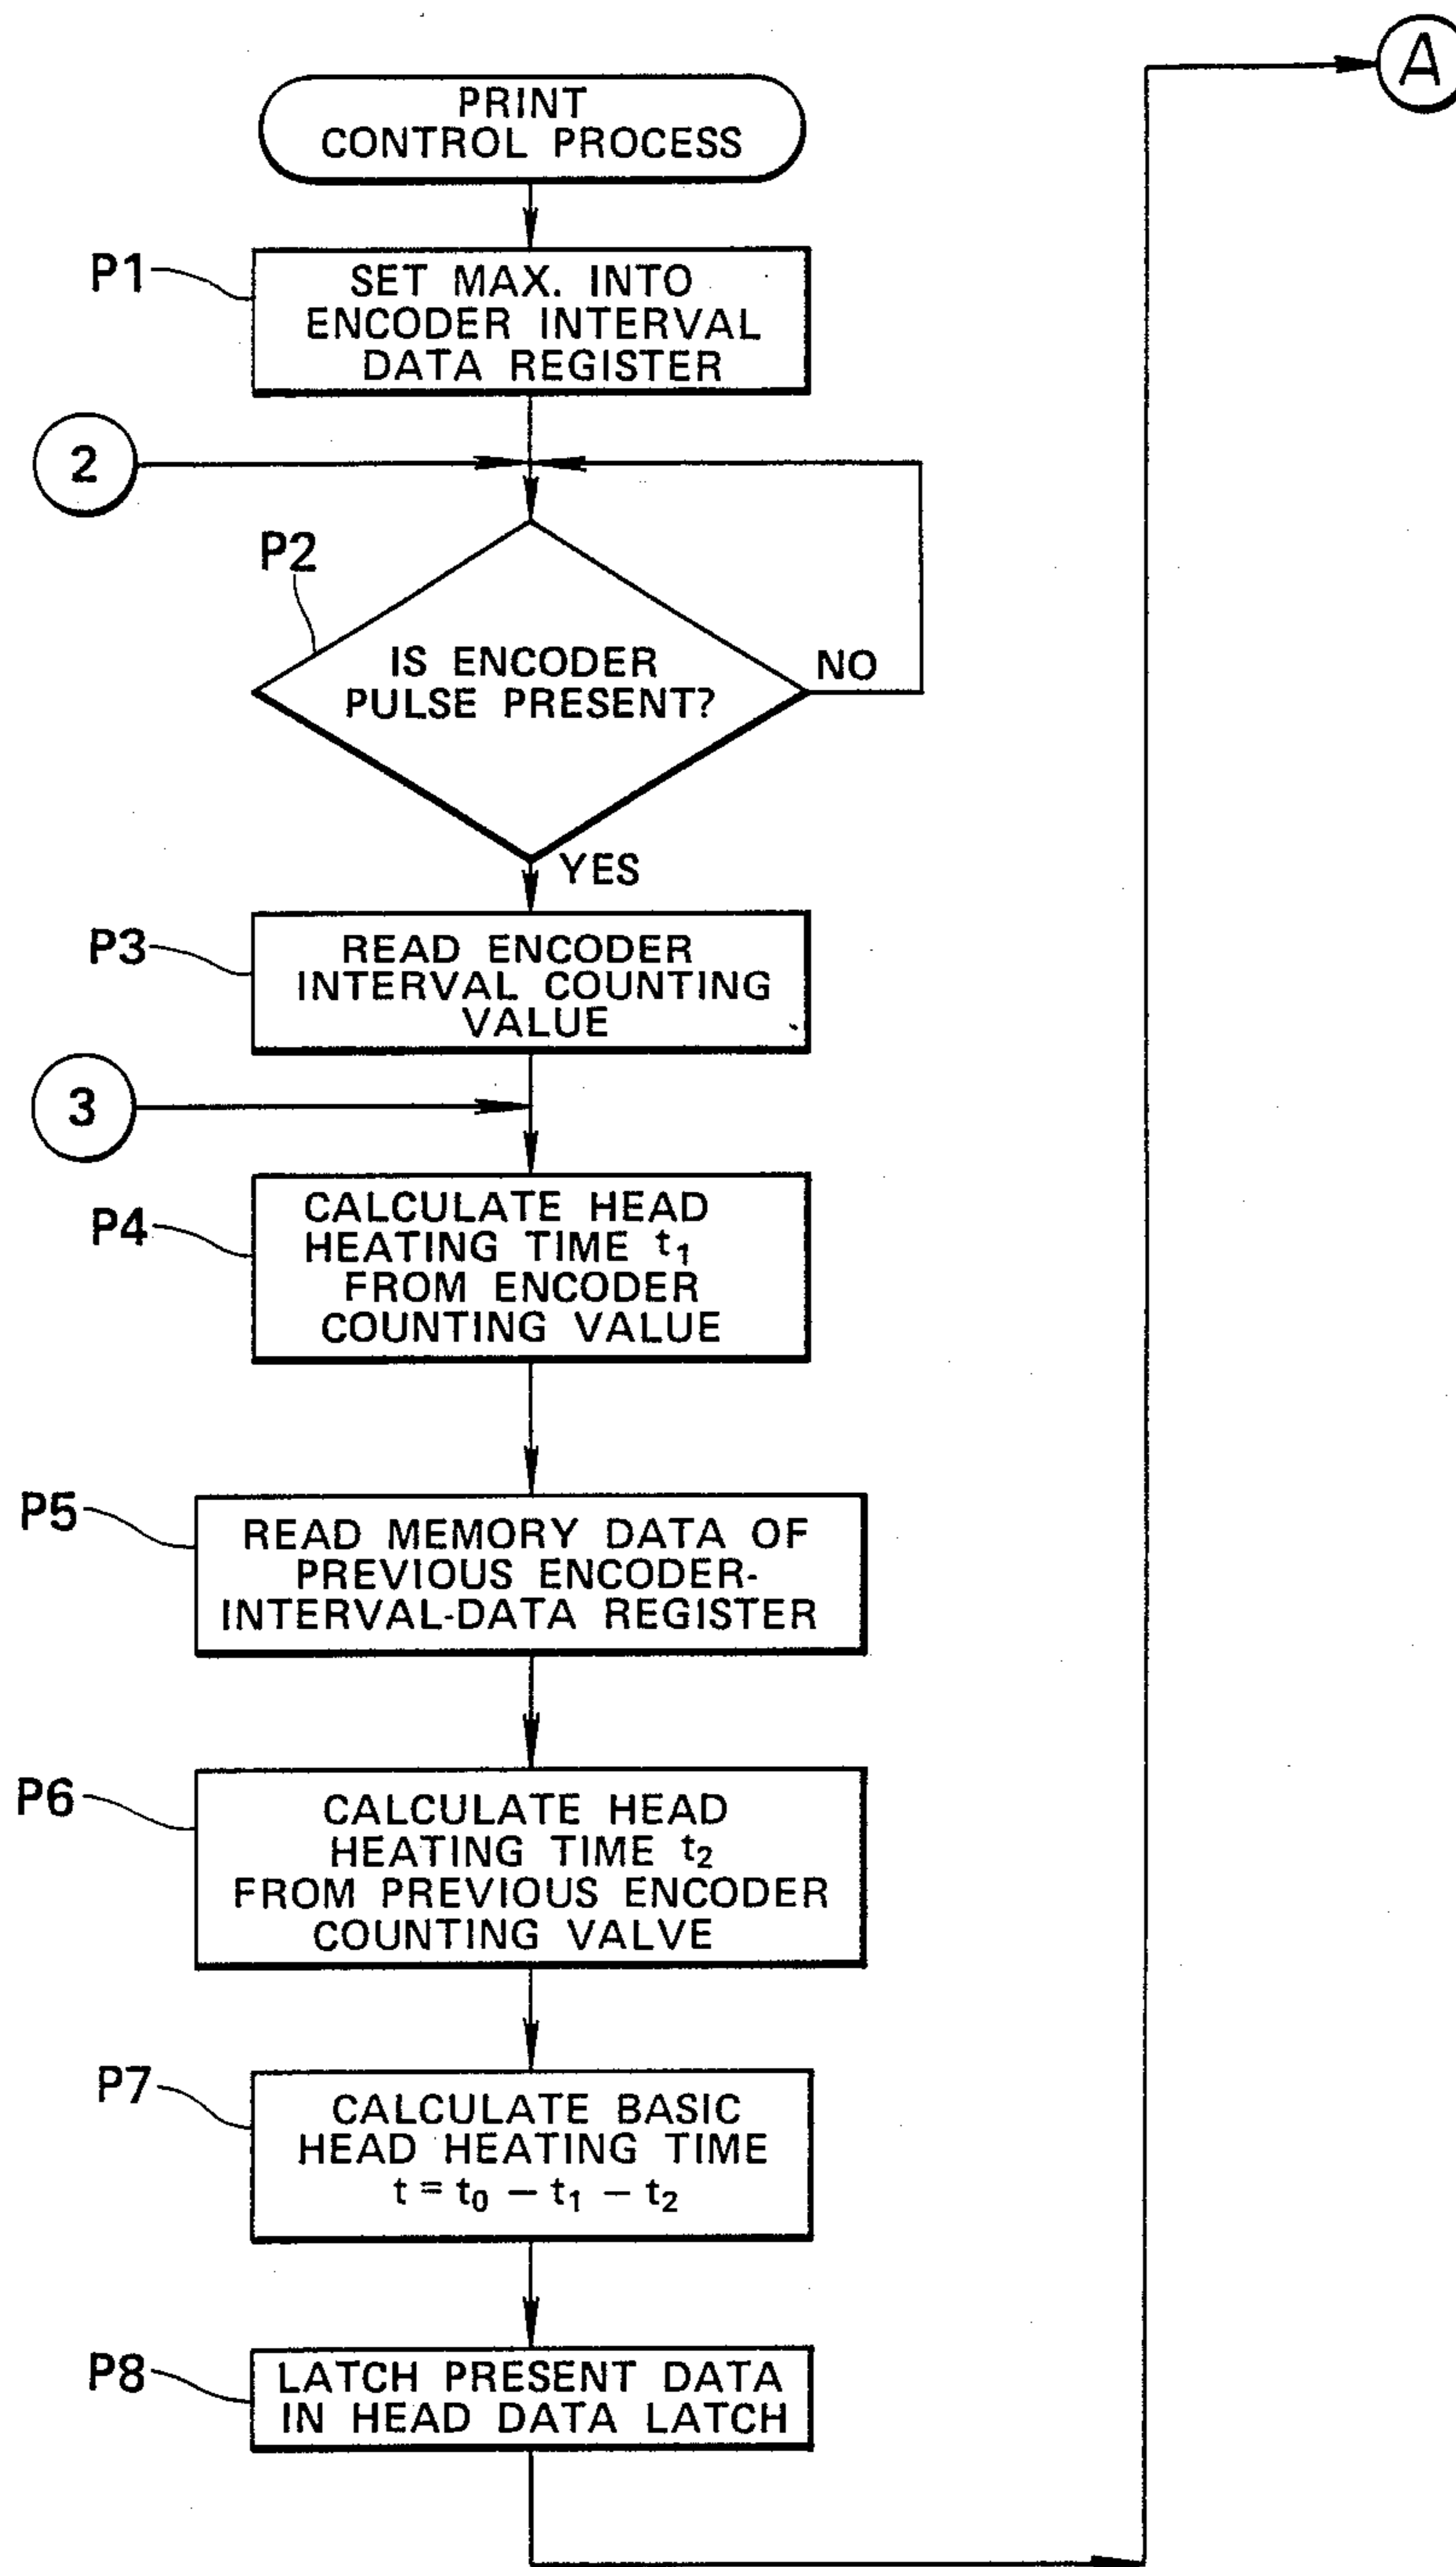 A
PRINT
CONTROL PROCESS
P1
SET MAX. INTO
ENCODER INTERVAL
DATA REGISTER
2
P2
IS ENCODER
PULSE PRESENT?
NO
YES
P3
READ ENCODER
INTERVAL COUNTING
VALUE
3
P4
CALCULATE HEAD
HEATING TIME t₁
FROM ENCODER
COUNTING VALUE
P5
READ MEMORY DATA OF
PREVIOUS ENCODER-
INTERVAL-DATA REGISTER
P6
CALCULATE HEAD
HEATING TIME t₂
FROM PREVIOUS ENCODER
COUNTING VALVE
P7
CALCULATE BASIC
HEAD HEATING TIME
t = t₀ − t₁ − t₂
P8
LATCH PRESENT DATA
IN HEAD DATA LATCH